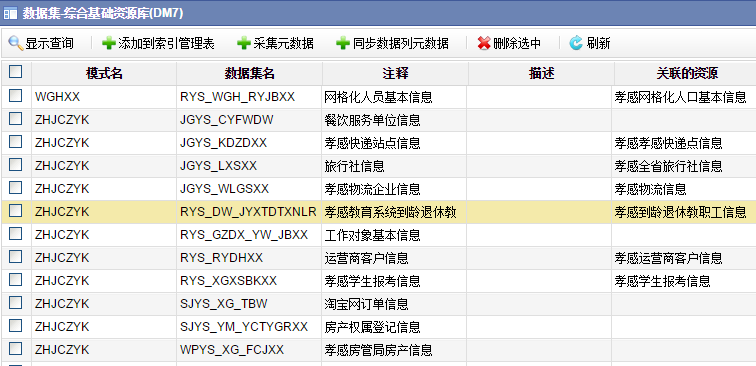 数据集-综合基础资源库(DM7)
显示查询 添加到索引管理表 采集元数据 同步数据列元数据 删除选中 刷新
模式名 数据集名 注释 描述 关联的资源
WGHXX RYS_WGH_RYJBXX 网格化人员基本信息 孝感网格化人口基本信息
ZHJCZYK JGYS_CYFWDW 餐饮服务单位信息
ZHJCZYK JGYS_KDZDXX 孝感快递站点信息 孝感孝感快递点信息
ZHJCZYK JGYS_LXSXX 旅行社信息 孝感全省旅行社信息
ZHJCZYK JGYS_WLGSXX 孝感物流企业信息 孝感物流信息
ZHJCZYK RYS_DW_JYXTDTXNLR 孝感教育系统到龄退休教 孝感到龄退休教职工信息
ZHJCZYK RYS_GZDX_YW_JBXX 工作对象基本信息
ZHJCZYK RYS_RYDHXX 运营商客户信息 孝感运营商客户信息
ZHJCZYK RYS_XGXSBKXX 孝感学生报考信息 孝感学生报考信息
ZHJCZYK SJYS_XG_TBW 淘宝网订单信息
ZHJCZYK SJYS_YM_YCTYGRXX 房产权属登记信息
ZHJCZYK WPYS_XG_FCJXX 孝感房管局房产信息